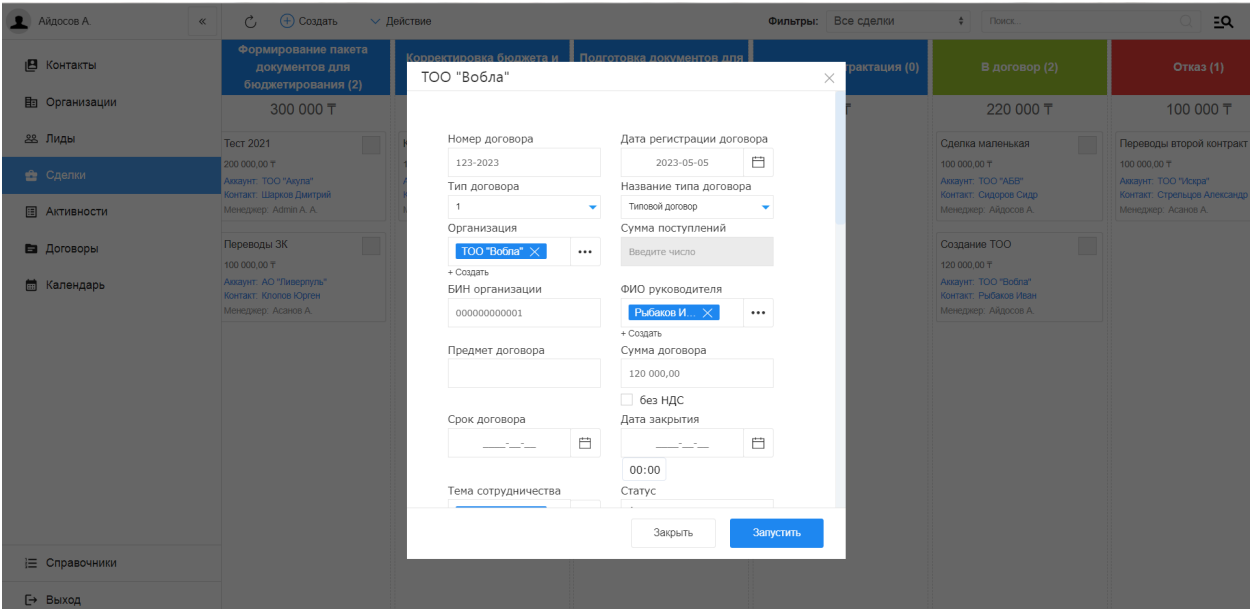 Айдосов А.
«
Создать
Действие
Фильтры:
Все сделки
Поиск...
Контакты
Организации
Лиды
Сделки
Активности
Договоры
Календарь
Справочники
Выход
Формирование пакета
документов для
бюджетирования (2)
300 000 ₸
Тест 2021
200 000,00 ₸
Аккаунт: ТОО "Акула"
Контакт: Шарков Дмитрий
Менеджер: Admin A. A.
Переводы ЗК
100 000,00 ₸
Аккаунт: АО "Ливерпуль"
Контакт: Клопов Юрген
Менеджер: Асанов А.
Корректировка бюджета и
Подготовка документов для
(0)
ТОО "Вобла"
Номер договора
Дата регистрации договора
123-2023
2023-05-05
Тип договора
Название типа договора
1
Типовой договор
Организация
Сумма поступлений
ТОО "Вобла"
Введите число
+ Создать
БИН организации
ФИО руководителя
000000000001
Рыбаков И...
+ Создать
Предмет договора
Сумма договора
120 000,00
без НДС
Срок договора
Дата закрытия
____-__-__
____-__-__
00:00
Тема сотрудничества
Статус
Закрыть
Запустить
В договор (2)
220 000 ₸
Сделка маленькая
100 000,00 ₸
Аккаунт: ТОО "АБВ"
Контакт: Сидоров Сидр
Менеджер: Айдосов А.
Создание ТОО
120 000,00 ₸
Аккаунт: ТОО "Вобла"
Контакт: Рыбаков Иван
Менеджер: Айдосов А.
Отказ (1)
100 000 ₸
Переводы второй контракт
100 000,00 ₸
Аккаунт: ТОО "Искра"
Контакт: Стрельцов Александр
Менеджер: Асанов А.